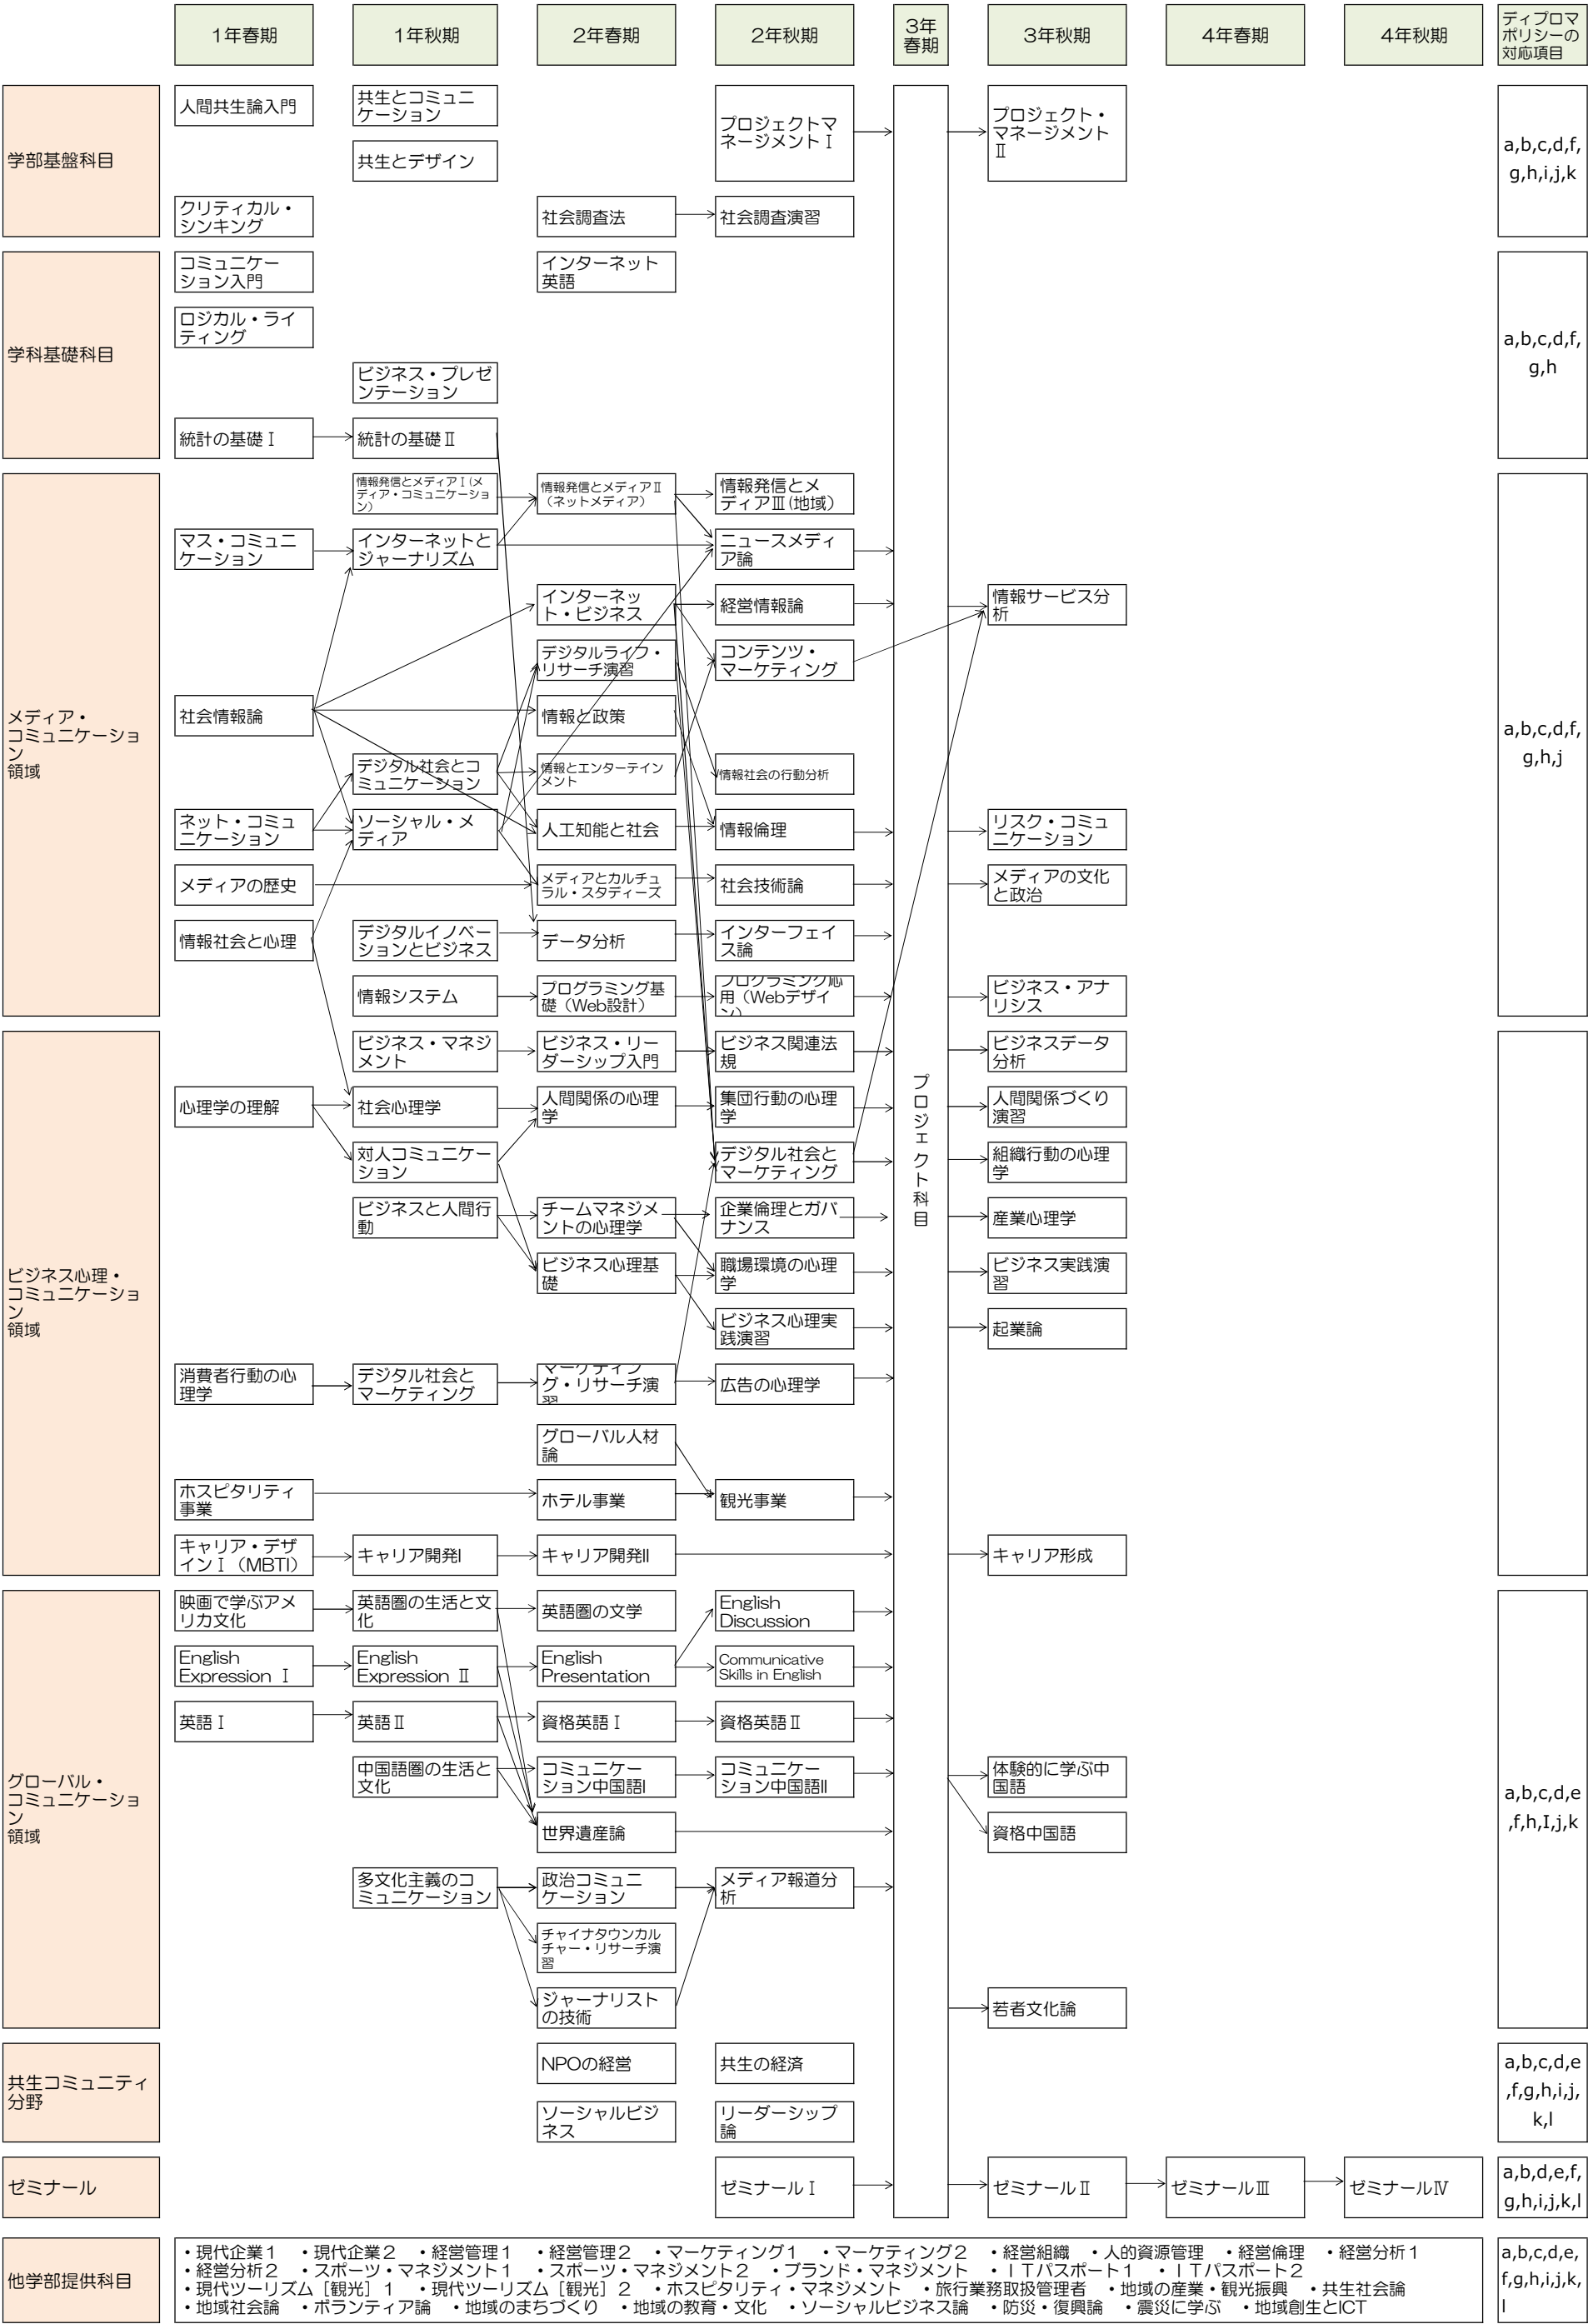 1年春期
1年秋期
2年春期
2年秋期
3年
春期
3年秋期
4年春期
4年秋期
ディプロマ
ポリシーの
対応項目
学部基盤科目
人間共生論入門
共生とコミュニ
ケーション
プロジェクトマ
ネージメントⅠ
プロジェクト・
マネージメント
Ⅱ
a,b,c,d,f,
g,h,i,j,k
共生とデザイン
クリティカル・
シンキング
社会調査法
社会調査演習
学科基礎科目
コミュニケー
ション入門
インターネット
英語
a,b,c,d,f,
g,h
ロジカル・ライ
ティング
ビジネス・プレゼ
ンテーション
統計の基礎Ⅰ
統計の基礎Ⅱ
メディア・
コミュニケーショ
ン
領域
情報発信とメディアⅠ(メ
ディア・コミュニケーショ
ン)
情報発信とメディアⅡ
（ネットメディア）
情報発信とメ
ディアⅢ(地域）
a,b,c,d,f,
g,h,j
マス・コミュニ
ケーション
インターネットと
ジャーナリズム
ニュースメディ
ア論
インターネッ
ト・ビジネス
経営情報論
情報サービス分
析
デジタルライフ・
リサーチ演習
コンテンツ・
マーケティング
社会情報論
情報と政策
デジタル社会とコ
ミュニケーション
情報とエンターテイン
メント
情報社会の行動分析
ネット・コミュ
ニケーション
ソーシャル・メ
ディア
人工知能と社会
情報倫理
リスク・コミュ
ニケーション
メディアの歴史
メディアとカルチュ
ラル・スタディーズ
社会技術論
メディアの文化
と政治
情報社会と心理
デジタルイノベー
ションとビジネス
データ分析
インターフェイ
ス論
情報システム
プログラミング基
礎（Web設計）
プログラミング応
用（Webデザイ
ン）
ビジネス・アナ
リシス
プロジェクト科目
ビジネス心理・
コミュニケーショ
ン
領域
ビジネス・マネジ
メント
ビジネス・リー
ダーシップ入門
ビジネス関連法
規
ビジネスデータ
分析
心理学の理解
社会心理学
人間関係の心理
学
集団行動の心理
学
人間関係づくり
演習
対人コミュニケー
ション
デジタル社会と
マーケティング
組織行動の心理
学
ビジネスと人間行
動
チームマネジメ
ントの心理学
企業倫理とガバ
ナンス
産業心理学
ビジネス心理基
礎
職場環境の心理
学
ビジネス実践演
習
ビジネス心理実
践演習
起業論
消費者行動の心
理学
デジタル社会と
マーケティング
マーケティン
グ・リサーチ演
習
広告の心理学
グローバル人材
論
ホスピタリティ
事業
ホテル事業
観光事業
キャリア・デザ
インⅠ（MBTI）
キャリア開発I
キャリア開発II
キャリア形成
グローバル・
コミュニケーショ
ン
領域
映画で学ぶアメ
リカ文化
英語圏の生活と文
化
英語圏の文学
English
Discussion
a,b,c,d,e
,f,h,I,j,k
English
Expression Ⅰ
English
Expression Ⅱ
English
Presentation
Communicative
Skills in English
英語Ⅰ
英語Ⅱ
資格英語Ⅰ
資格英語Ⅱ
中国語圏の生活と
文化
コミュニケー
ション中国語I
コミュニケー
ション中国語II
体験的に学ぶ中
国語
世界遺産論
資格中国語
多文化主義のコ
ミュニケーション
政治コミュニ
ケーション
メディア報道分
析
チャイナタウンカル
チャー・リサーチ演
習
ジャーナリスト
の技術
若者文化論
共生コミュニティ
分野
NPOの経営
共生の経済
a,b,c,d,e
,f,g,h,i,j,
k,l
ソーシャルビジ
ネス
リーダーシップ
論
ゼミナール
ゼミナールⅠ
ゼミナールⅡ
ゼミナールⅢ
ゼミナールⅣ
a,b,d,e,f,
g,h,i,j,k,l
他学部提供科目
・現代企業１　・現代企業２　・経営管理１　・経営管理２　・マーケティング１　・マーケティング２　・経営組織　・人的資源管理　・経営倫理　・経営分析１
・経営分析２　・スポーツ・マネジメント１　・スポーツ・マネジメント２　・ブランド・マネジメント　・ＩＴパスポート１　・ＩＴパスポート２
・現代ツーリズム［観光］１　・現代ツーリズム［観光］２　・ホスピタリティ・マネジメント　・旅行業務取扱管理者　・地域の産業・観光振興　・共生社会論
・地域社会論　・ボランティア論　・地域のまちづくり　・地域の教育・文化　・ソーシャルビジネス論　・防災・復興論　・震災に学ぶ　・地域創生とICT
a,b,c,d,e,
f,g,h,i,j,k,
l